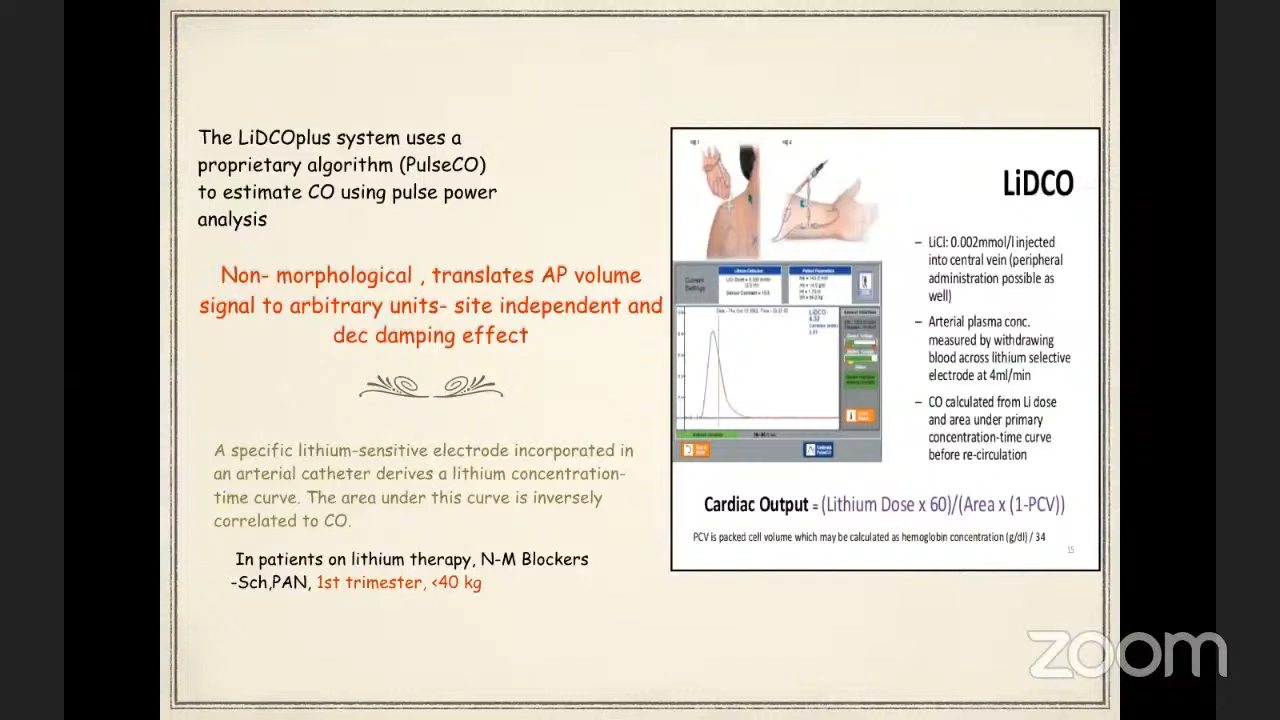 The LiDCOplus system uses a
proprietary algorithm (PulseCO)
to estimate CO using pulse power
analysis
Non- morphological , translates AP volume
signal to arbitrary units- site independent and
dec damping effect
A specific lithium-sensitive electrode incorporated in
an arterial catheter derives a lithium concentration-
time curve. The area under this curve is inversely
correlated to CO.
In patients on lithium therapy, N-M Blockers
-Sch,PAN, 1st trimester, <40 kg
LiDCO
– LiCl: 0.002mmol/l injected
into central vein (peripheral
administration possible as
well)
– Arterial plasma conc.
measured by withdrawing
blood across lithium selective
electrode at 4ml/min
– CO calculated from Li dose
and area under primary
concentration-time curve
before re-circulation
Cardiac Output = (Lithium Dose x 60)/(Area x (1-PCV))
PCV is packed cell volume which may be calculated as hemoglobin concentration (g/dl) / 34
15
zoom